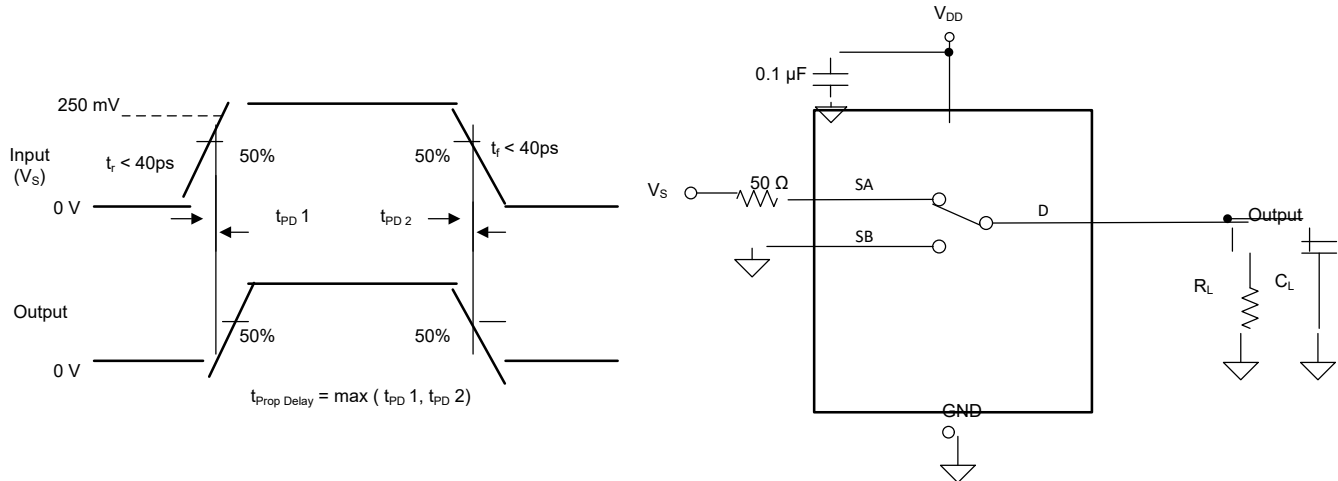 250 mV
Input
(VS)
tr < 40ps
50%
50%
tf < 40ps
0 V
tPD 1
tPD 2
Output
50%
50%
0 V
tProp Delay = max ( tPD 1, tPD 2)
VDD
0.1 µF
VS
50 Ω
SA
SB
D
Output
RL
CL
GND